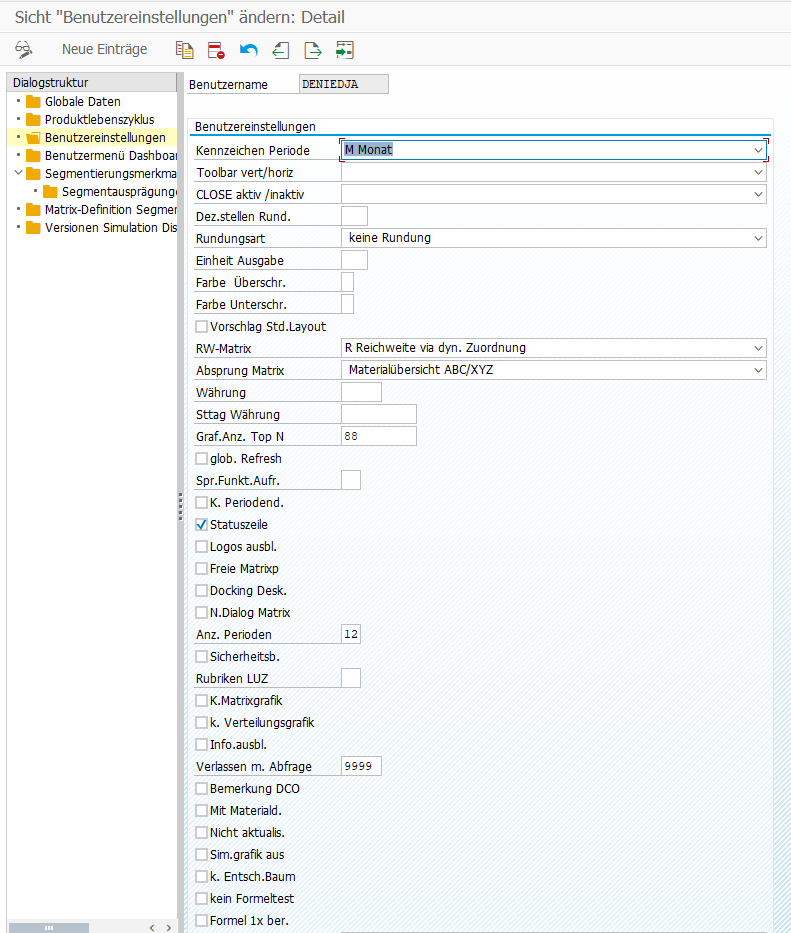 Sicht "Benutzereinstellungen" ändern: Detail
Neue Einträge
Dialogstruktur
Globale Daten
Produktlebenszyklus
Benutzereinstellungen
Benutzermenü Dashboar
Segmentierungsmerkma
Segmentausprägunge
Matrix-Definition Segmer
Versionen Simulation Dis
Benutzername DENIEDJA
Benutzereinstellungen
Kennzeichen Periode M Monat
Toolbar vert/horiz
CLOSE aktiv /inaktiv
Dez.stellen Rund.
Rundungsart keine Rundung
Einheit Ausgabe
Farbe Überschr.
Farbe Unterschr.
Vorschlag Std.Layout
RW-Matrix R Reichweite via dyn. Zuordnung
Absprung Matrix Materialübersicht ABC/XYZ
Währung
Sttag Währung
Graf.Anz. Top N 88
glob. Refresh
Spr.Funkt.Aufr.
K. Periodend.
Statuszeile
Logos ausbl.
Freie Matrixp
Docking Desk.
N.Dialog Matrix
Anz. Perioden 12
Sicherheitsb.
Rubriken LUZ
K.Matrixgrafik
k. Verteilungsgrafik
Info.ausbl.
Verlassen m. Abfrage 9999
Bemerkung DCO
Mit Materiald.
Nicht aktualis.
Sim.grafik aus
k. Entsch.Baum
kein Formeltest
Formel 1x ber.